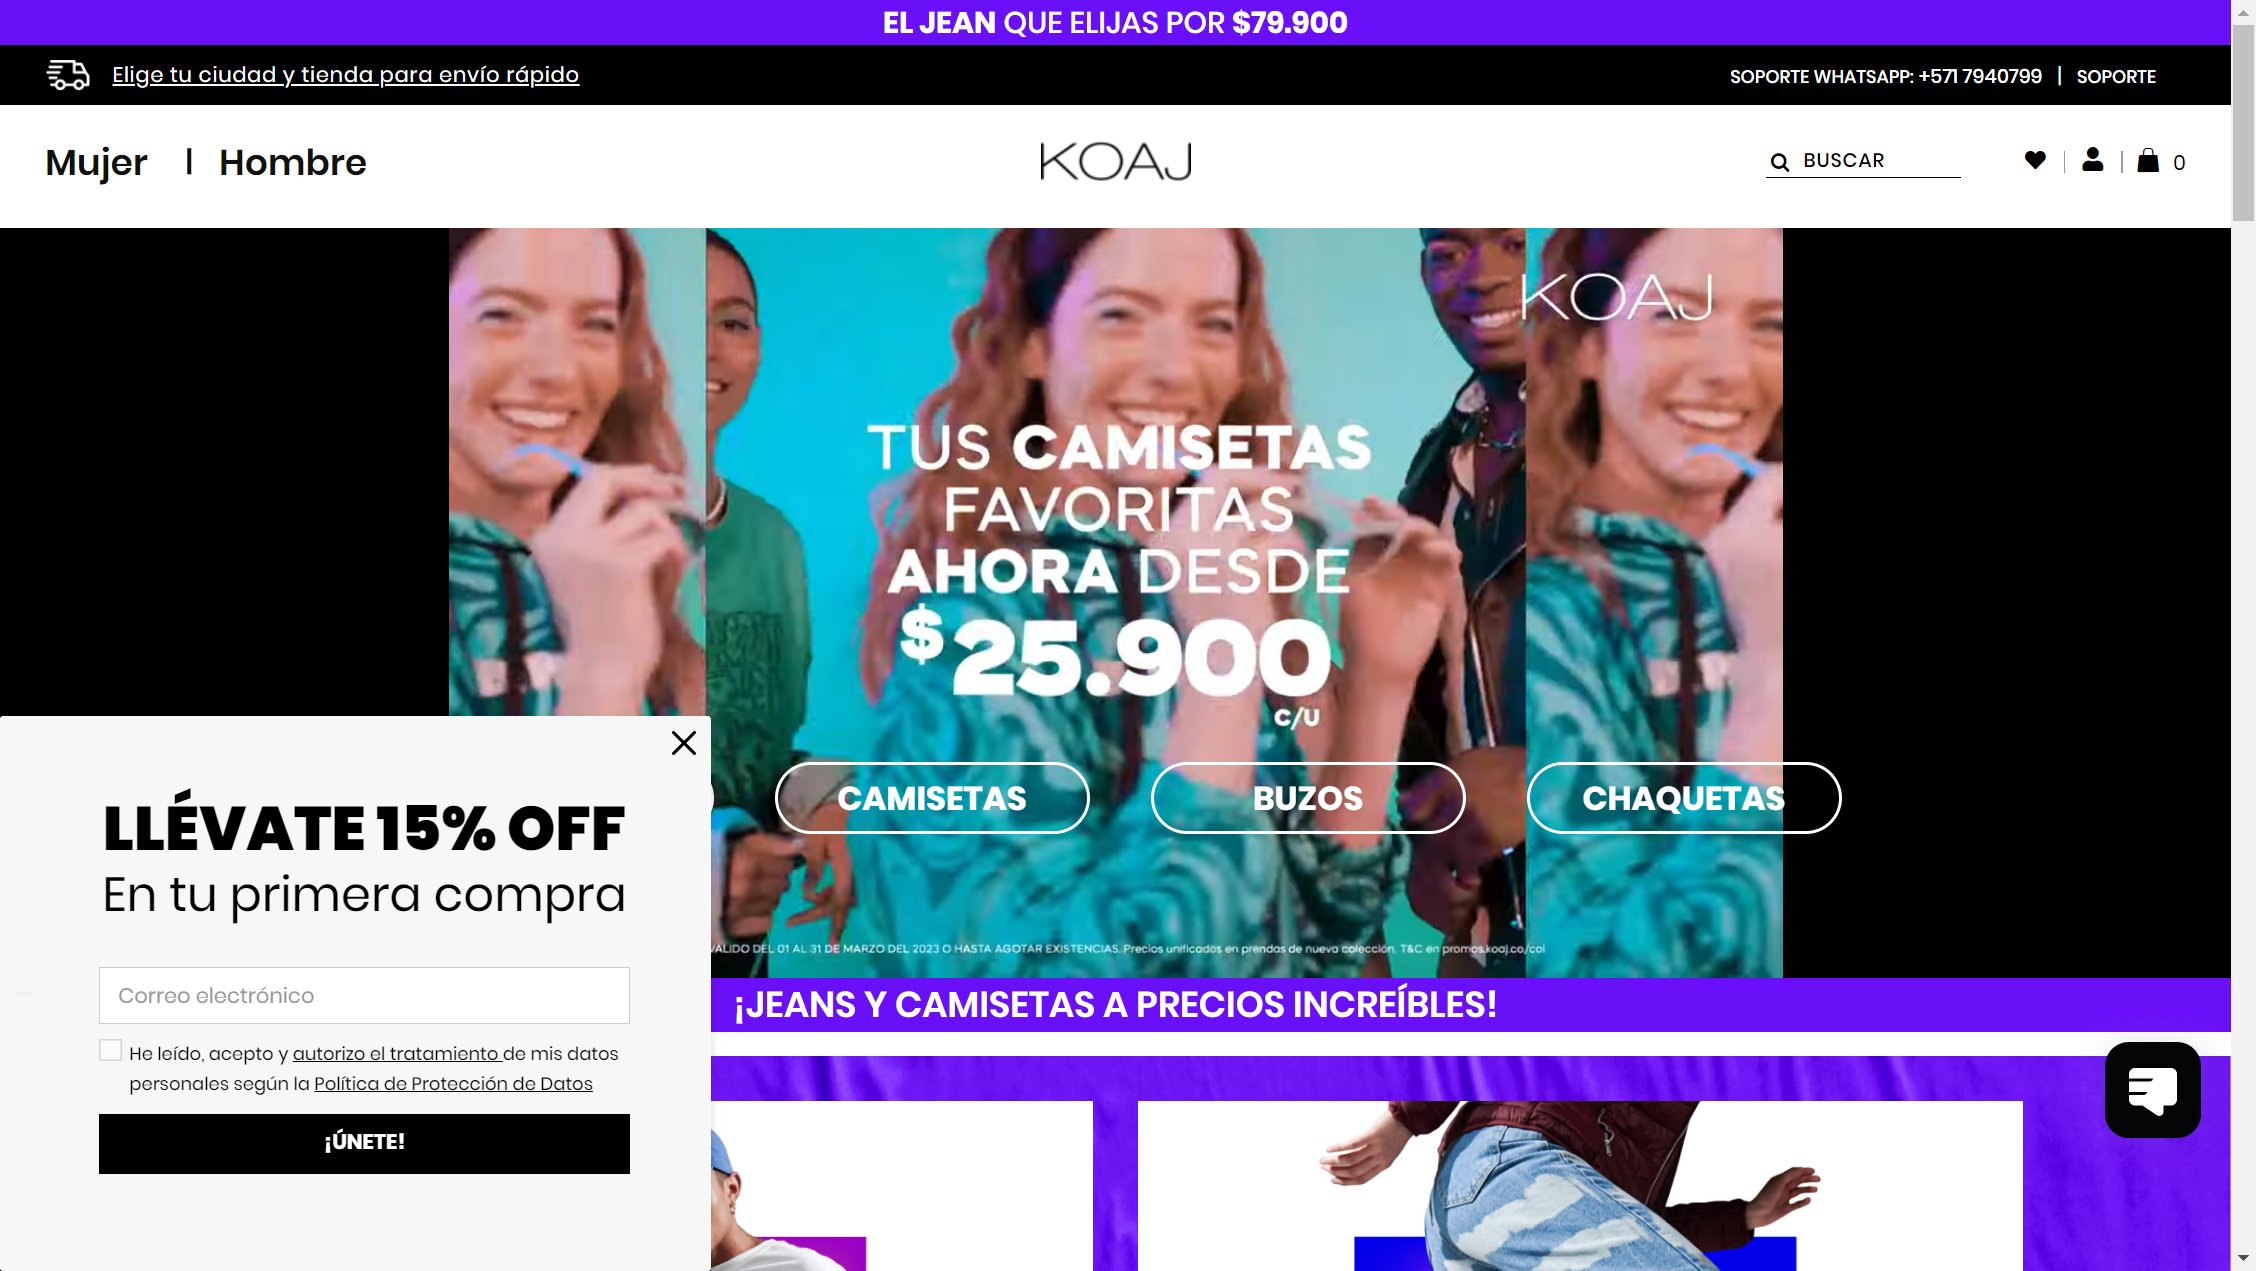 EL JEAN QUE ELIJAS POR $79.900
Elige tu ciudad y tienda para envío rápido
SOPORTE WHATSAPP: +571 7940799 | SOPORTE
Mujer | Hombre
KOAJ
BUSCAR
0
KOAJ
TUS CAMISETAS
FAVORITAS
AHORA DESDE
$25.900
C/U
CAMISETAS
BUZOS
CHAQUETAS
LLÉVATE 15% OFF
En tu primera compra
VALIDO DEL 01 AL 31 DE MARZO DEL 2023 O HASTA AGOTAR EXISTENCIAS. Precios unificados en prendas de nueva colección. T&C en promos.koaj.co/col
Correo electrónico
¡JEANS Y CAMISETAS A PRECIOS INCREÍBLES!
He leído, acepto y autorizo el tratamiento de mis datos
personales según la Política de Protección de Datos
¡ÚNETE!